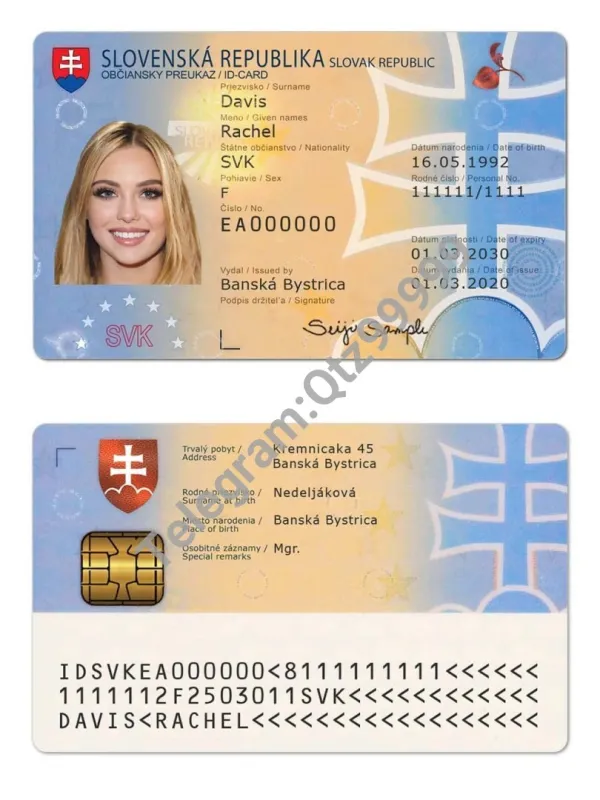 SLOVENSKÁ REPUBLIKA SLOVAK REPUBLIC
OBČIANSKY PREUKAZ / ID-CARD
Priezvisko / Surname
Davis
Meno / Given names
Rachel
Štátne občianstvo / Nationality
SVK
Dátum narodenia / Date of birth
16.05.1992
Pohlavie / Sex
F
Rodné číslo / Personal No.
111111/1111
Číslo / No.
EA000000
Dátum platnosti / Date of expiry
01.03.2030
Vydal / Issued by
Banská Bystrica
Dátum vydania / Date of issue
01.03.2020
Podpis držiteľa / Signature
Seiji Sample
SVK
Telegram:Qtz9999
Trvalý pobyt /
Address
Kremnicaka 45
Banská Bystrica
Rodné priezvisko /
Surname at birth
Nedeljáková
Miesto narodenia /
Place of birth
Banská Bystrica
Osobitné záznamy /
Special remarks
Mgr.
IDSVKEA000000<8111111111<<<<<<
1111112F2503011SVK<<<<<<<<<<<<
DAVIS<RACHEL<<<<<<<<<<<<<<<<<<